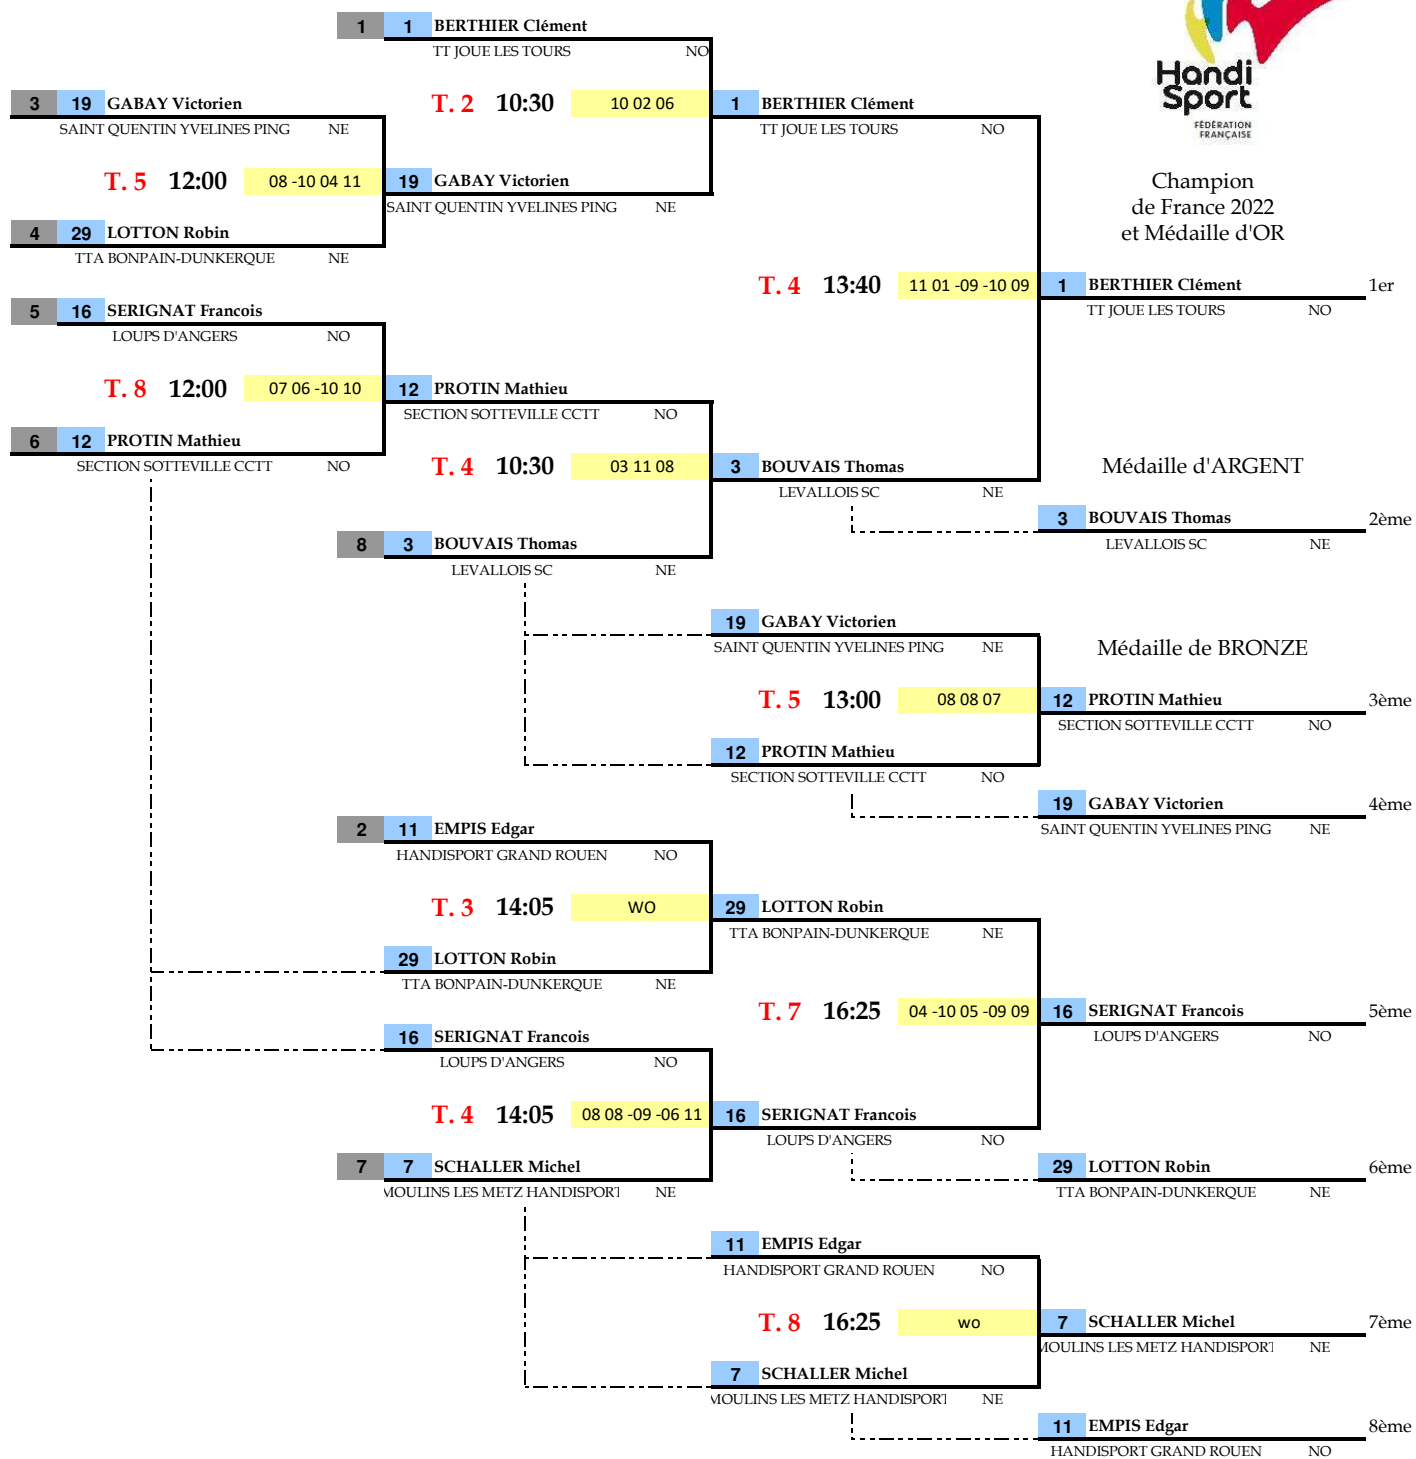 1 1 BERTHIER Clément
TT JOUE LES TOURS NO
Handi
Sport
FÉDÉRATION
FRANÇAISE
3 19 GABAY Victorien
T. 2 10:30 10 02 06
1 BERTHIER Clément
SAINT QUENTIN YVELINES PING NE
TT JOUE LES TOURS NO
T. 5 12:00 08 -10 04 11
19 GABAY Victorien
SAINT QUENTIN YVELINES PING NE
Champion
de France 2022
et Médaille d'OR
4 29 LOTTON Robin
TTA BONPAIN-DUNKERQUE NE
T. 4 13:40 11 01 -09 -10 09
1 BERTHIER Clément 1er
TT JOUE LES TOURS NO
5 16 SERIGNAT Francois
LOUPS D'ANGERS NO
T. 8 12:00 07 06 -10 10
12 PROTIN Mathieu
SECTION SOTTEVILLE CCTT NO
6 12 PROTIN Mathieu
SECTION SOTTEVILLE CCTT NO
T. 4 10:30 03 11 08
3 BOUVAIS Thomas
LEVALLOIS SC NE
Médaille d'ARGENT
3 BOUVAIS Thomas 2ème
LEVALLOIS SC NE
8 3 BOUVAIS Thomas
LEVALLOIS SC NE
19 GABAY Victorien
SAINT QUENTIN YVELINES PING NE
Médaille de BRONZE
T. 5 13:00 08 08 07
12 PROTIN Mathieu 3ème
SECTION SOTTEVILLE CCTT NO
12 PROTIN Mathieu
SECTION SOTTEVILLE CCTT NO
19 GABAY Victorien 4ème
SAINT QUENTIN YVELINES PING NE
2 11 EMPIS Edgar
HANDISPORT GRAND ROUEN NO
T. 3 14:05 WO
29 LOTTON Robin
TTA BONPAIN-DUNKERQUE NE
29 LOTTON Robin
TTA BONPAIN-DUNKERQUE NE
T. 7 16:25 04 -10 05 -09 09
16 SERIGNAT Francois 5ème
LOUPS D'ANGERS NO
16 SERIGNAT Francois
LOUPS D'ANGERS NO
T. 4 14:05 08 08 -09 -06 11
16 SERIGNAT Francois
LOUPS D'ANGERS NO
7 7 SCHALLER Michel
MOULINS LES METZ HANDISPORT NE
29 LOTTON Robin 6ème
TTA BONPAIN-DUNKERQUE NE
11 EMPIS Edgar
HANDISPORT GRAND ROUEN NO
T. 8 16:25 wo
7 SCHALLER Michel 7ème
MOULINS LES METZ HANDISPORT NE
7 SCHALLER Michel
MOULINS LES METZ HANDISPORT NE
11 EMPIS Edgar 8ème
HANDISPORT GRAND ROUEN NO